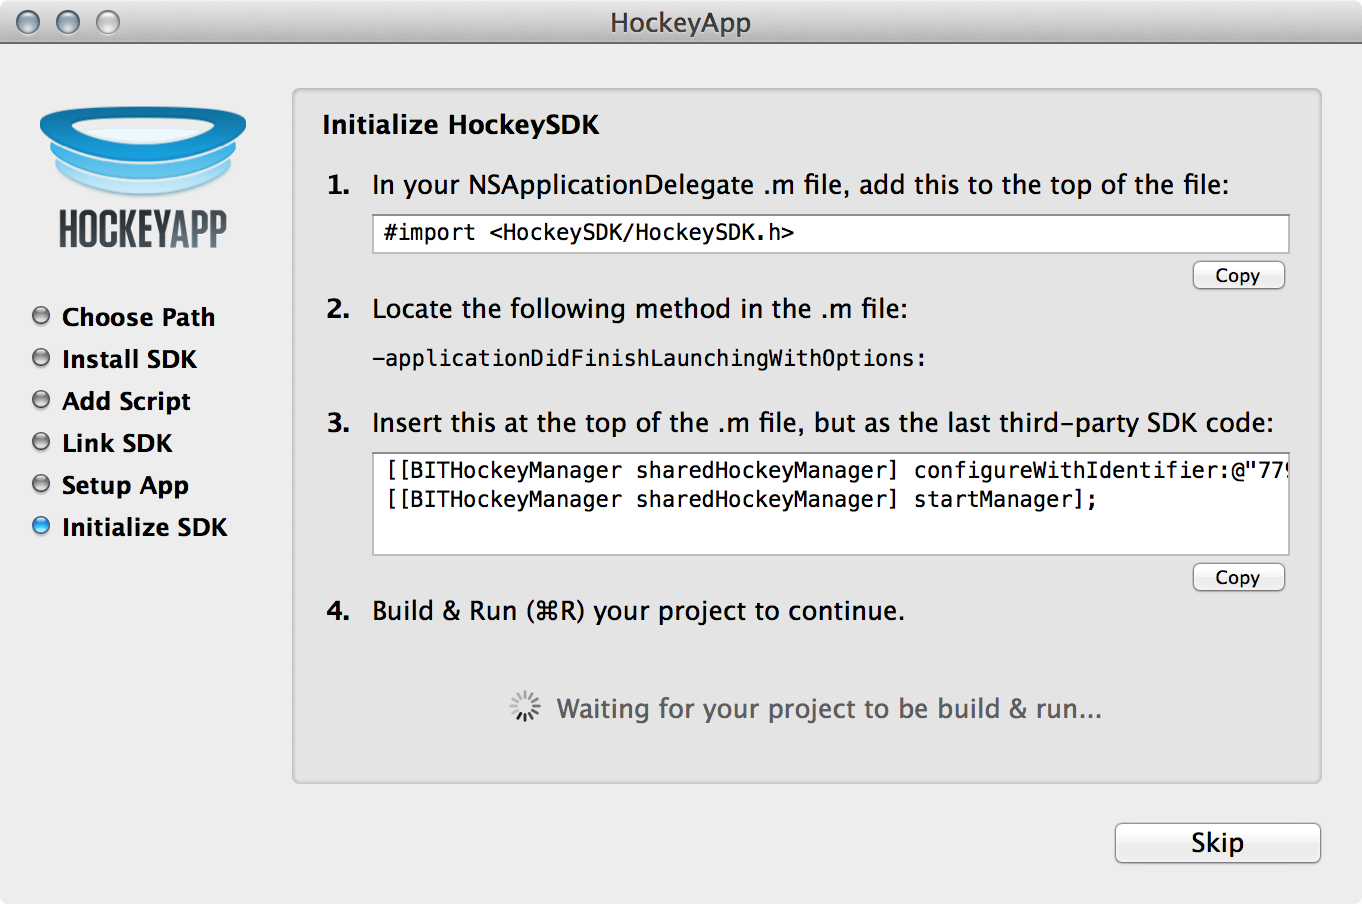 HockeyApp
HOCKEYAPP
Choose Path
Install SDK
Add Script
Link SDK
Setup App
Initialize SDK
Initialize HockeySDK
1. In your NSApplicationDelegate .m file, add this to the top of the file:
#import <HockeySDK/HockeySDK.h>
Copy
2. Locate the following method in the .m file:
-applicationDidFinishLaunchingWithOptions:
3. Insert this at the top of the .m file, but as the last third-party SDK code:
[[BITHockeyManager sharedHockeyManager] configureWithIdentifier:@"779
[[BITHockeyManager sharedHockeyManager] startManager];
Copy
4. Build & Run (⌘R) your project to continue.
Waiting for your project to be build & run...
Skip